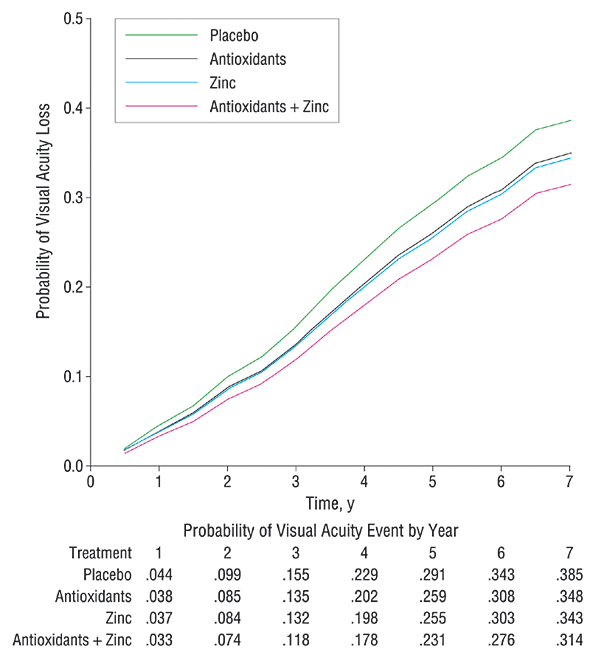 0.5
Placebo
Antioxidants
Zinc
Antioxidants + Zinc
0.4
0.3
0.2
0.1
0.0
Probability of Visual Acuity Loss
0 1 2 3 4 5 6 7
Time, y
Probability of Visual Acuity Event by Year
Treatment 1 2 3 4 5 6 7
Placebo .044 .099 .155 .229 .291 .343 .385
Antioxidants .038 .085 .135 .202 .259 .308 .348
Zinc .037 .084 .132 .198 .255 .303 .343
Antioxidants + Zinc .033 .074 .118 .178 .231 .276 .314